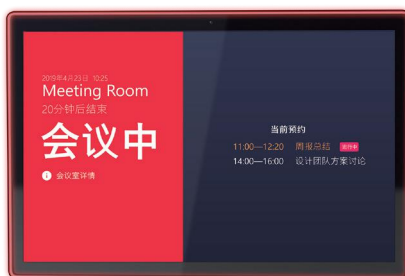 2019年4月23日 10:25
Meeting Room
20分钟后结束
会议中
i 会议室详情
当前预约
11:00—12:20 周报总结
14:00—16:00 设计团队方案讨论